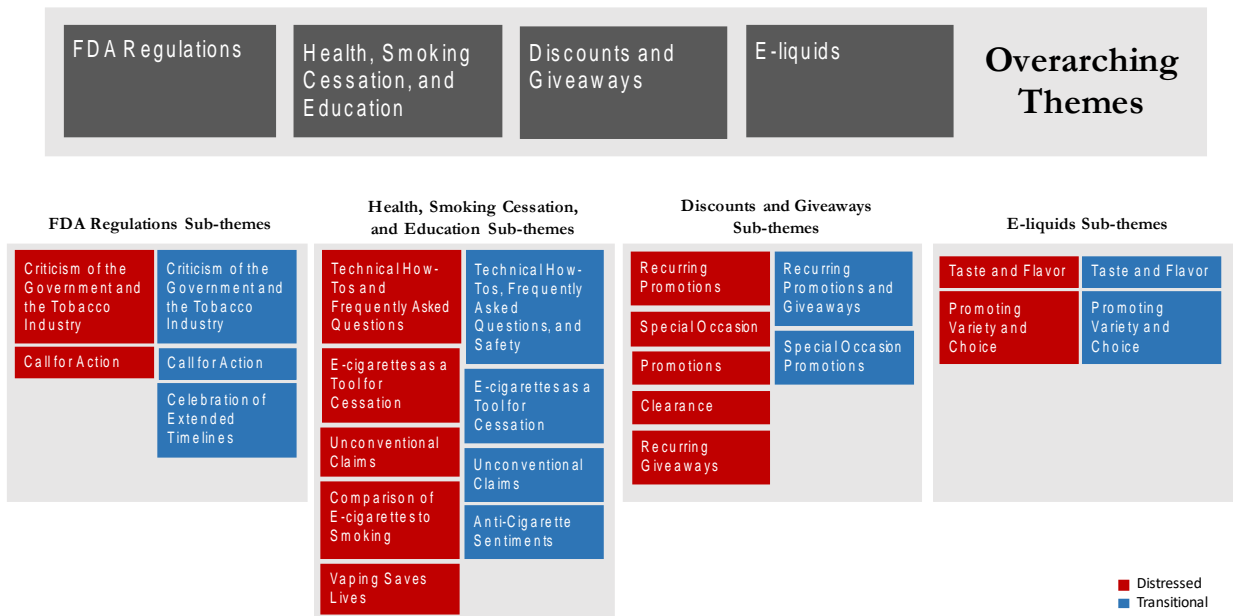 FDA Regulations
Health, Smoking
Cessation, and
Education
Discounts and
Giveaways
E-liquids
Overarching
Themes
FDA Regulations Sub-themes
Criticism of the
Government and
the Tobacco
Industry
Call for Action
Criticism of the
Government and
the Tobacco
Industry
Call for Action
Celebration of
Extended
Timelines
Health, Smoking Cessation,
and Education Sub-themes
Technical How-
Tos and
Frequently Asked
Questions
E-cigarettes as a
Tool for
Cessation
Unconventional
Claims
Comparison of
E-cigarettes to
Smoking
Vaping Saves
Lives
Technical How-
Tos, Frequently
Asked
Questions, and
Safety
E-cigarettes as a
Tool for
Cessation
Unconventional
Claims
Anti-Cigarette
Sentiments
Discounts and Giveaways
Sub-themes
Recurring
Promotions
Special Occasion
Promotions
Clearance
Recurring
Giveaways
Recurring
Promotions and
Giveaways
Special Occasion
Promotions
E-liquids Sub-themes
Taste and Flavor
Promoting
Variety and
Choice
Taste and Flavor
Promoting
Variety and
Choice
Distressed
Transitional